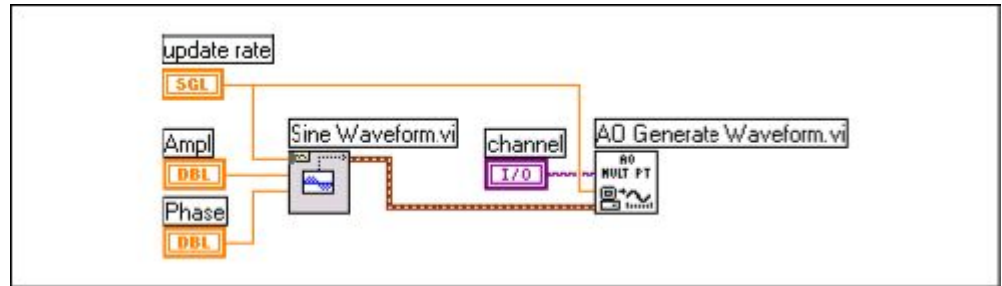 update rate
SGL
Ampl
DBL
Phase
DBL
Sine Waveform.vi
channel
I/O
AO Generate Waveform.vi
AO
MULT PT